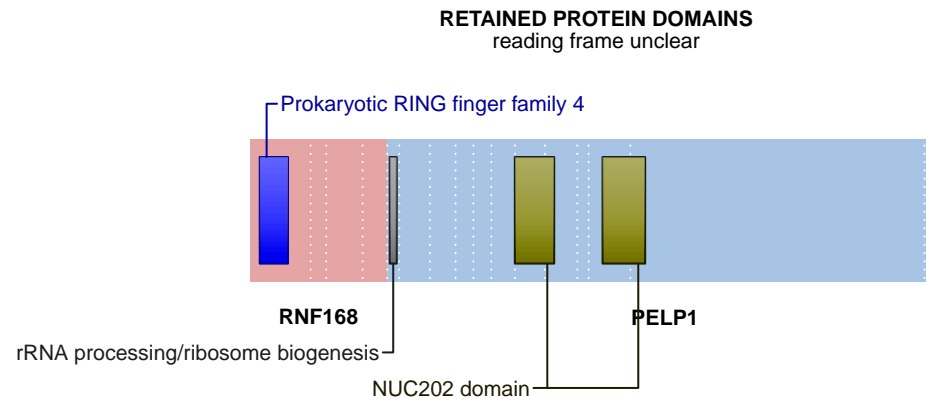 RETAINED PROTEIN DOMAINS
reading frame unclear
Prokaryotic RING finger family 4
RNF168
PELP1
rRNA processing/ribosome biogenesis
NUC202 domain